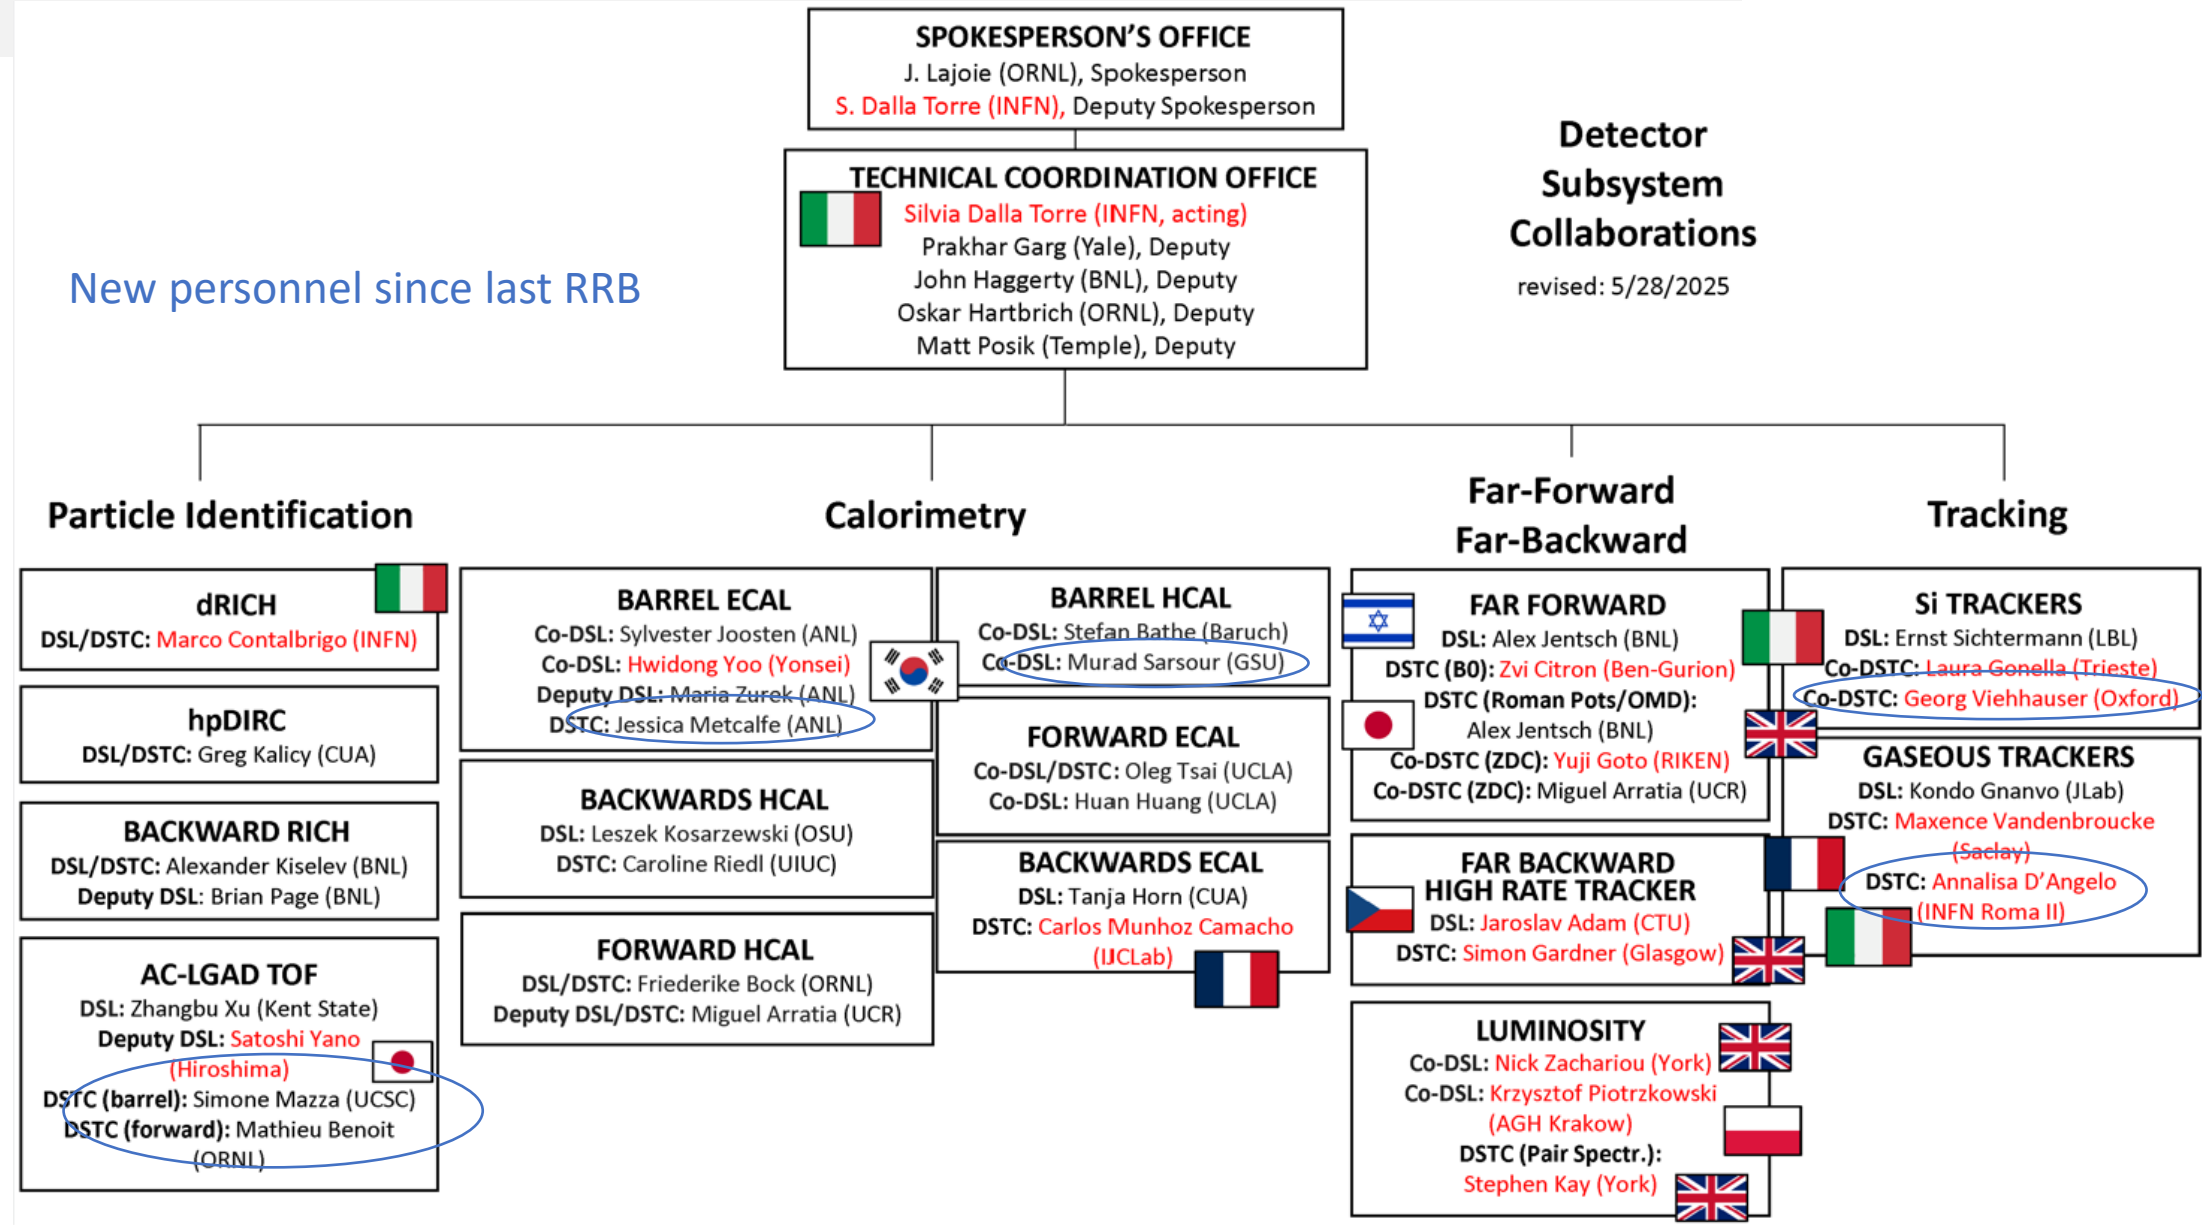 SPOKESPERSON'S OFFICE
J. Lajoie (ORNL), Spokesperson
S. Dalla Torre (INFN), Deputy Spokesperson
TECHNICAL COORDINATION OFFICE
Silvia Dalla Torre (INFN, acting)
Prakhar Garg (Yale), Deputy
John Haggerty (BNL), Deputy
Oskar Hartbrich (ORNL), Deputy
Matt Posik (Temple), Deputy
Detector
Subsystem
Collaborations
revised: 5/28/2025
New personnel since last RRB
Particle Identification
dRICH
DSL/DSTC: Marco Contalbrigo (INFN)
hpDIRC
DSL/DSTC: Greg Kalicy (CUA)
BACKWARD RICH
DSL/DSTC: Alexander Kiselev (BNL)
Deputy DSL: Brian Page (BNL)
AC-LGAD TOF
DSL: Zhangbu Xu (Kent State)
Deputy DSL: Satoshi Yano
(Hiroshima)
DSTC (barrel): Simone Mazza (UCSC)
DSTC (forward): Mathieu Benoit
(ORNL)
Calorimetry
BARREL ECAL
Co-DSL: Sylvester Joosten (ANL)
Co-DSL: Hwidong Yoo (Yonsei)
Deputy DSL: Maria Zurek (ANL)
DSTC: Jessica Metcalfe (ANL)
BACKWARDS HCAL
DSL: Leszek Kosarzewski (OSU)
DSTC: Caroline Riedl (UIUC)
FORWARD HCAL
DSL/DSTC: Friederike Bock (ORNL)
Deputy DSL/DSTC: Miguel Arratia (UCR)
BARREL HCAL
Co-DSL: Stefan Bathe (Baruch)
Co-DSL: Murad Sarsour (GSU)
FORWARD ECAL
Co-DSL/DSTC: Oleg Tsai (UCLA)
Co-DSL: Huan Huang (UCLA)
BACKWARDS ECAL
DSL: Tanja Horn (CUA)
DSTC: Carlos Munhoz Camacho
(IJCLab)
Far-Forward
Far-Backward
FAR FORWARD
DSL: Alex Jentsch (BNL)
DSTC (B0): Zvi Citron (Ben-Gurion)
DSTC (Roman Pots/OMD):
Alex Jentsch (BNL)
Co-DSTC (ZDC): Yuji Goto (RIKEN)
Co-DSTC (ZDC): Miguel Arratia (UCR)
FAR BACKWARD
HIGH RATE TRACKER
DSL: Jaroslav Adam (CTU)
DSTC: Simon Gardner (Glasgow)
LUMINOSITY
Co-DSL: Nick Zachariou (York)
Co-DSL: Krzysztof Piotrzkowski
(AGH Krakow)
DSTC (Pair Spectr.):
Stephen Kay (York)
Tracking
Si TRACKERS
DSL: Ernst Sichtermann (LBL)
Co-DSTC: Laura Gonella (Trieste)
Co-DSTC: Georg Viehhauser (Oxford)
GASEOUS TRACKERS
DSL: Kondo Gnanvo (JLab)
DSTC: Maxence Vandenbroucke
(Saclay)
DSTC: Annalisa D'Angelo
(INFN Roma II)